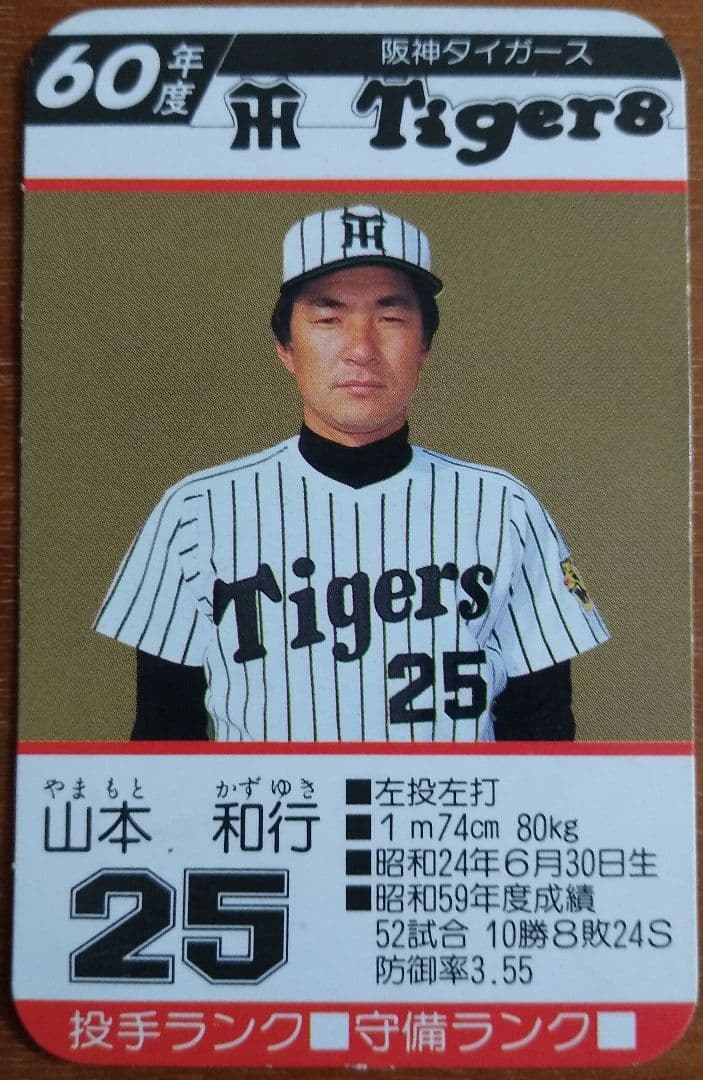 60年度
阪神タイガース
TH Tigers
TH
Tigers
25
やま もと かず ゆき
山本 和行
25
■左投左打
■1m74cm 80kg
■昭和24年6月30日生
■昭和59年度成績
52試合 10勝8敗24S
防御率3.55
投手ランク□守備ランク□